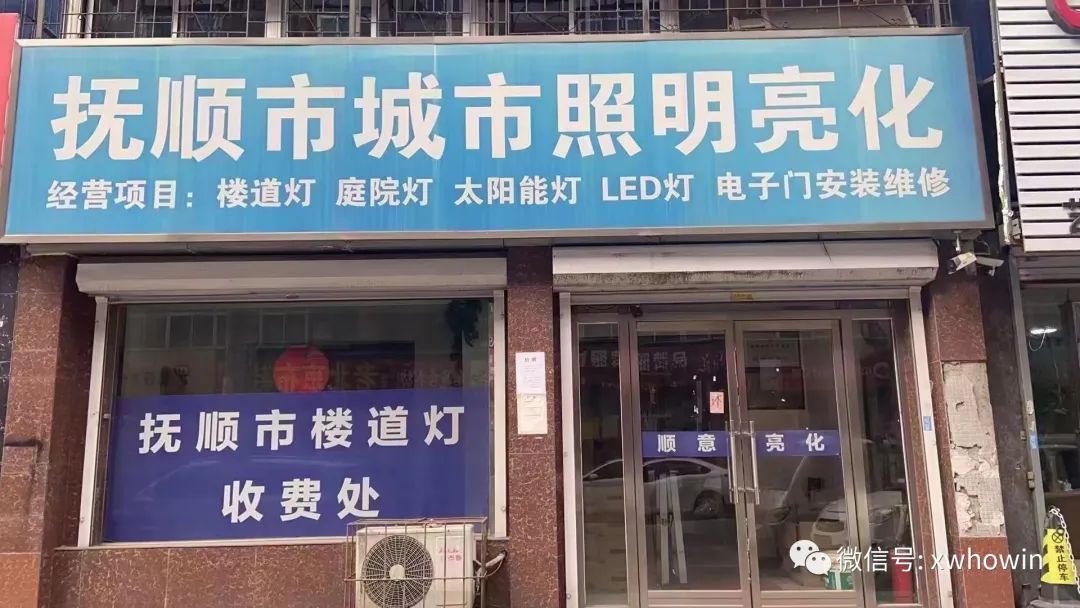 抚顺市城市照明亮化
经营项目：楼道灯 庭院灯 太阳能灯 LED灯 电子门安装维修
抚顺市楼道灯
收费处
顺意 亮化
禁止停车
微信号: xwhowin